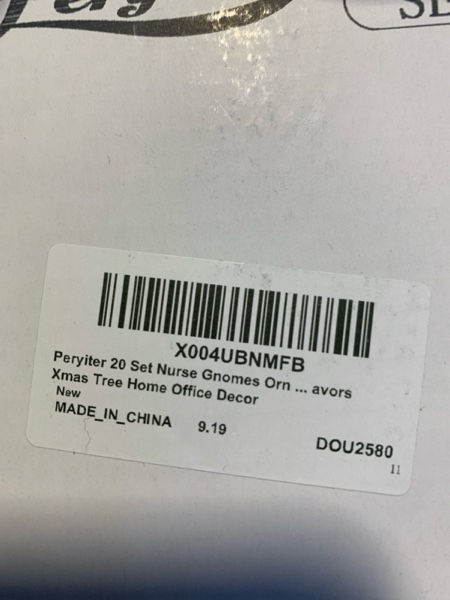 X004UBNMFB
Peryiter 20 Set Nurse Gnomes Orn ... avors
Xmas Tree Home Office Decor
New
MADE_IN_CHINA 9.19
DOU2580
11